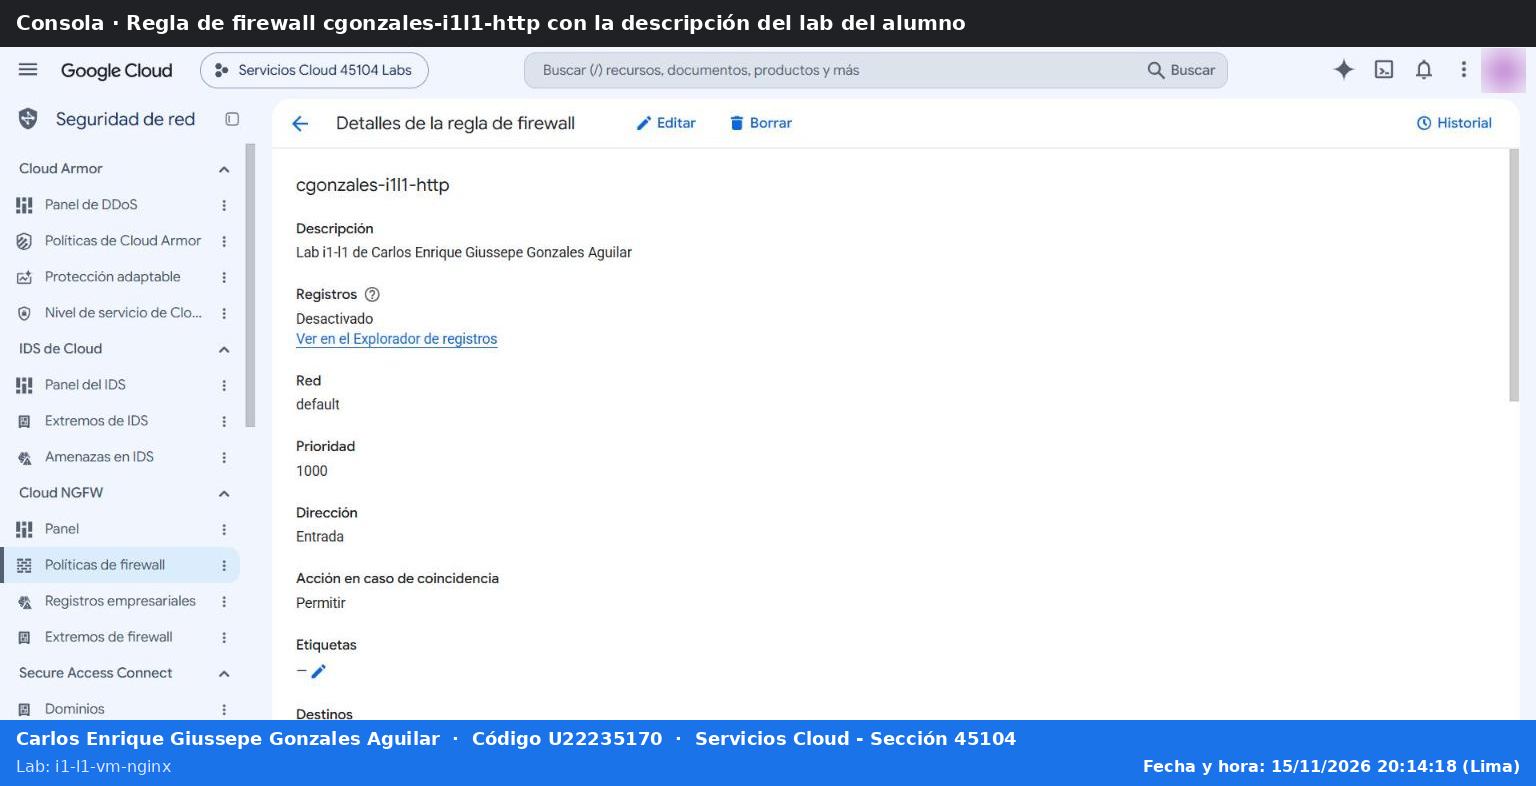 Consola · Regla de firewall cgonzales-i1l1-http con la descripción del lab del alumno
Google Cloud
Servicios Cloud 45104 Labs
Buscar (/) recursos, documentos, productos y más
Buscar
Seguridad de red
Detalles de la regla de firewall
Editar
Borrar
Historial
Cloud Armor
Panel de DDoS
Políticas de Cloud Armor
Protección adaptable
Nivel de servicio de Clo...
IDS de Cloud
Panel del IDS
Extremos de IDS
Amenazas en IDS
Cloud NGFW
Panel
Políticas de firewall
Registros empresariales
Extremos de firewall
Secure Access Connect
Dominios
cgonzales-i1l1-http
Descripción
Lab i1-l1 de Carlos Enrique Giussepe Gonzales Aguilar
Registros
Desactivado
Ver en el Explorador de registros
Red
default
Prioridad
1000
Dirección
Entrada
Acción en caso de coincidencia
Permitir
Etiquetas
—
Destinos
Carlos Enrique Giussepe Gonzales Aguilar · Código U22235170 · Servicios Cloud - Sección 45104
Lab: i1-l1-vm-nginx
Fecha y hora: 15/11/2026 20:14:18 (Lima)